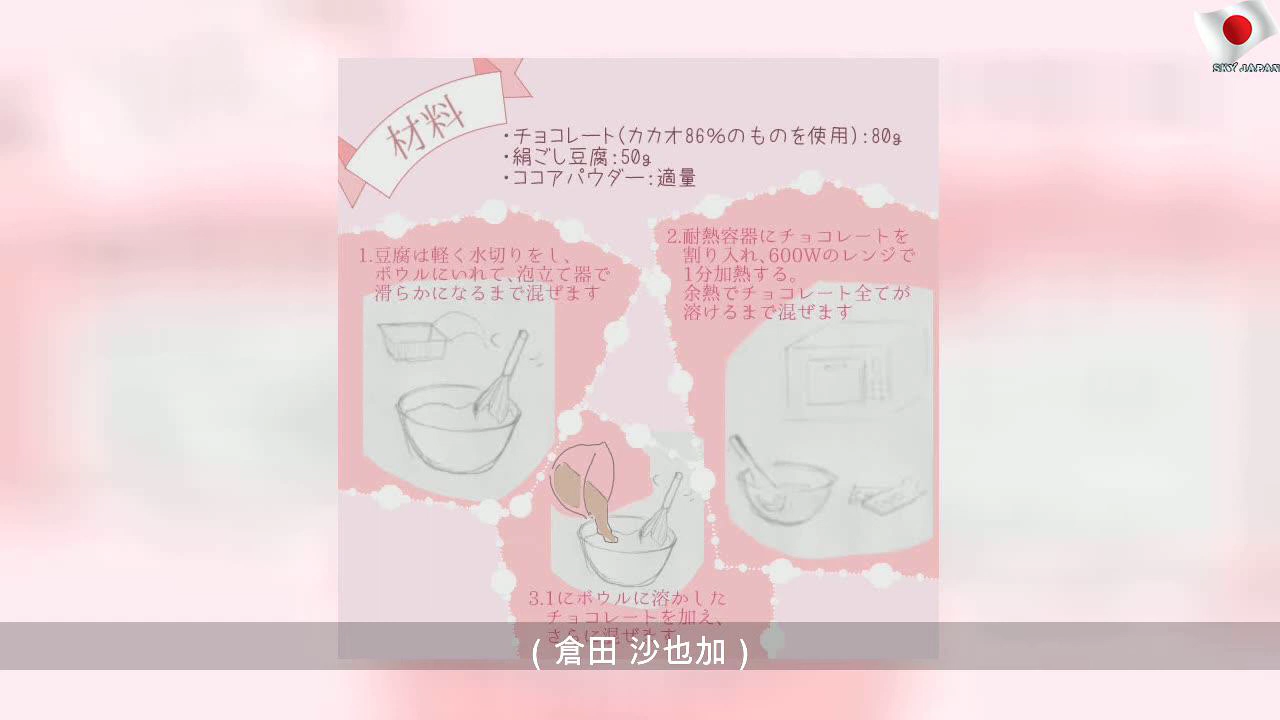 SKY JAPAN
材料
・チョコレート(カカオ86%のものを使用):80g
・絹ごし豆腐:50g
・ココアパウダー:適量
1.豆腐は軽く水切りをし、
ボウルにいれて、泡立て器で
滑らかになるまで混ぜます
2.耐熱容器にチョコレートを
割り入れ、600Wのレンジで
1分加熱する。
余熱でチョコレート全てが
溶けるまで混ぜます
3.1にボウルに溶かした
チョコレートを加え、
さらに混ぜます
( 倉田 沙也加 )